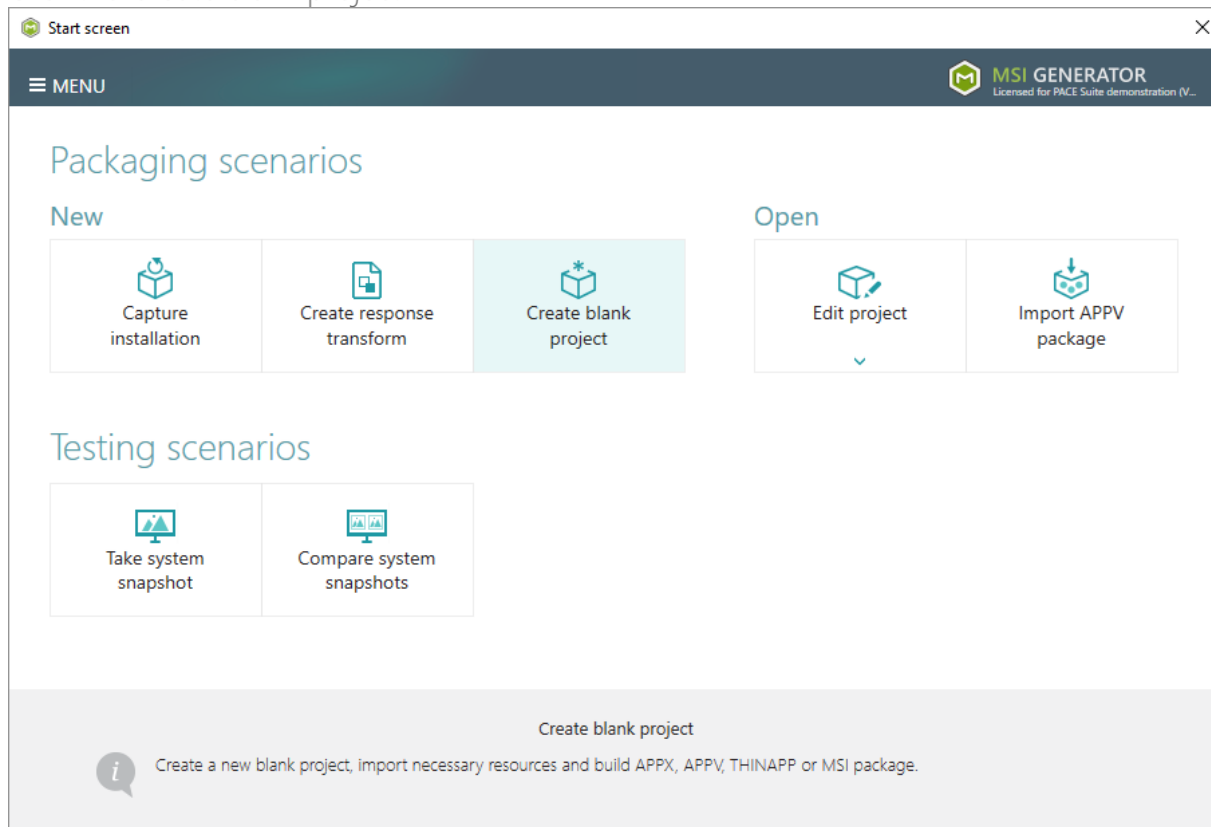 Start screen
MENU
MSI GENERATOR
Licensed for PACE Suite demonstration (V...
Packaging scenarios
New
Open
Capture
installation
Create response
transform
Create blank
project
Edit project
Import APPV
package
Testing scenarios
Take system
snapshot
Compare system
snapshots
Create blank project
i
Create a new blank project, import necessary resources and build APPX, APPV, THINAPP or MSI package.